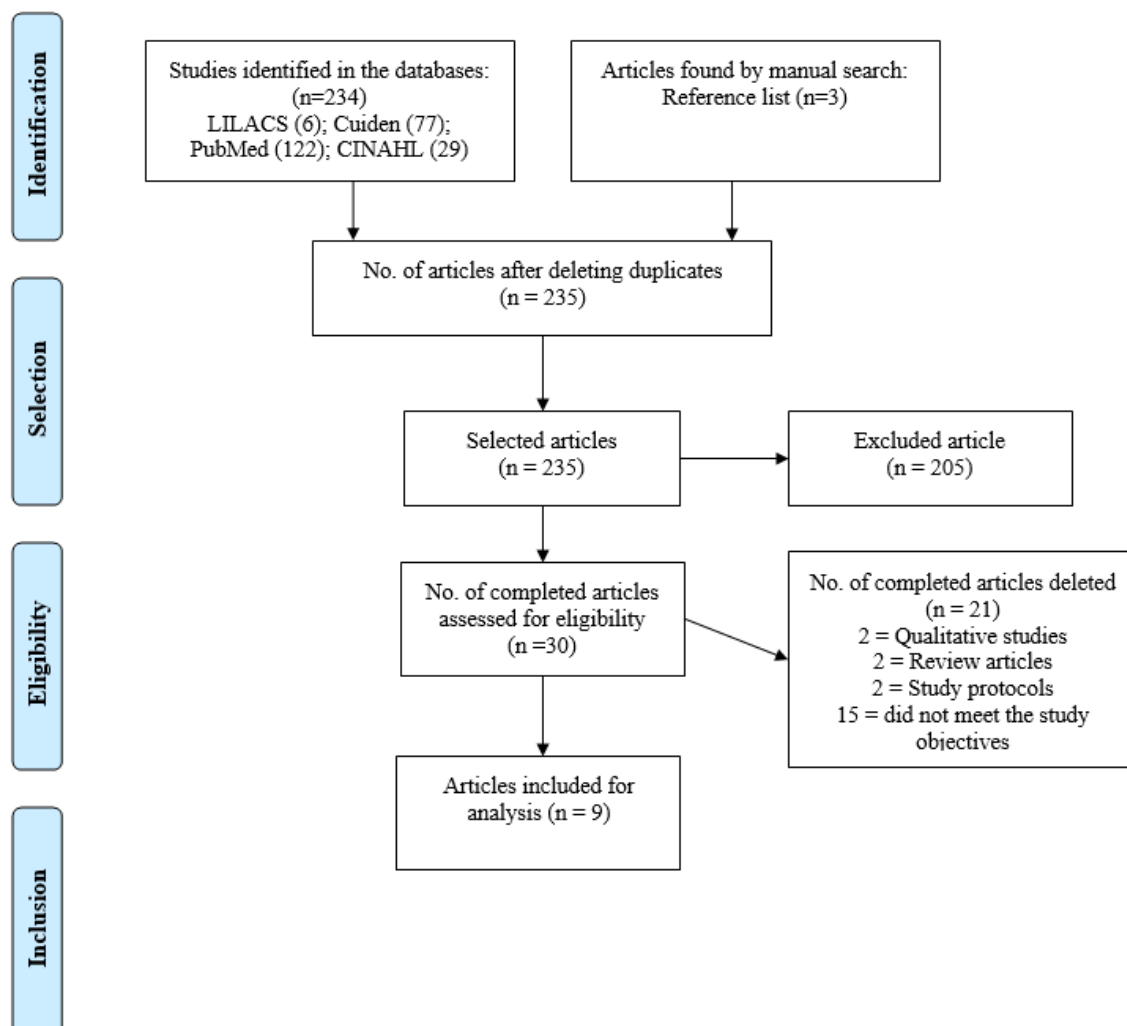 Identification
Studies identified in the databases:
(n=234)
LILACS (6); Cuiden (77);
PubMed (122); CINAHL (29)
Articles found by manual search:
Reference list (n=3)
No. of articles after deleting duplicates
(n = 235)
Selection
Selected articles
(n = 235)
Excluded article
(n = 205)
Eligibility
No. of completed articles
assessed for eligibility
(n =30)
No. of completed articles deleted
(n = 21)
2 = Qualitative studies
2 = Review articles
2 = Study protocols
15 = did not meet the study
objectives
Articles included for
analysis (n = 9)
Inclusion